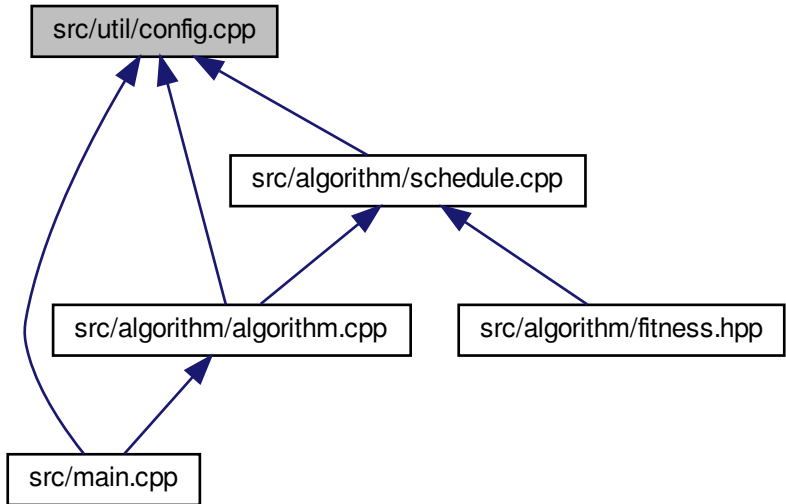 src/util/config.cpp
src/algorithm/schedule.cpp
src/algorithm/algorithm.cpp
src/algorithm/fitness.hpp
src/main.cpp